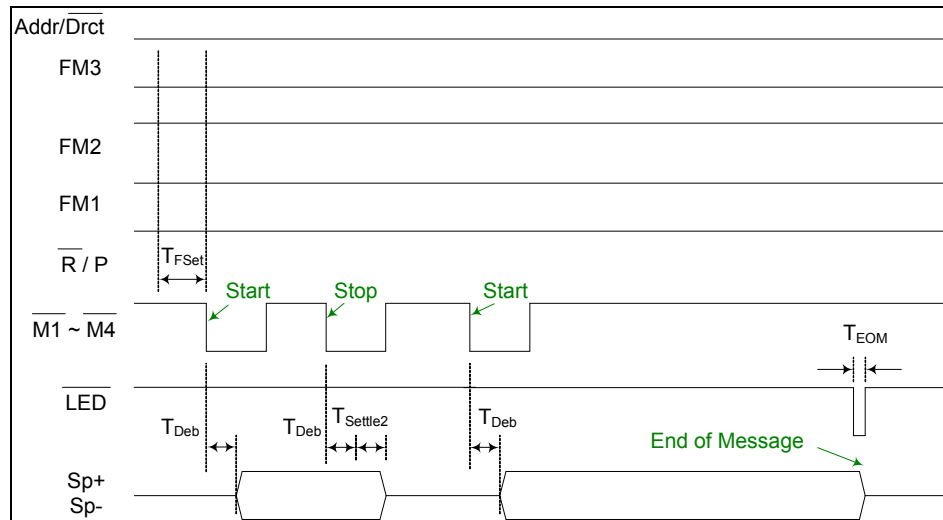 Addr/Drct
FM3
FM2
FM1
R / P
TFSet
Start Stop Start
M1 ~ M4
TEOM
LED
TDeb TDeb TSettle2 TDeb
End of Message
Sp+
Sp-